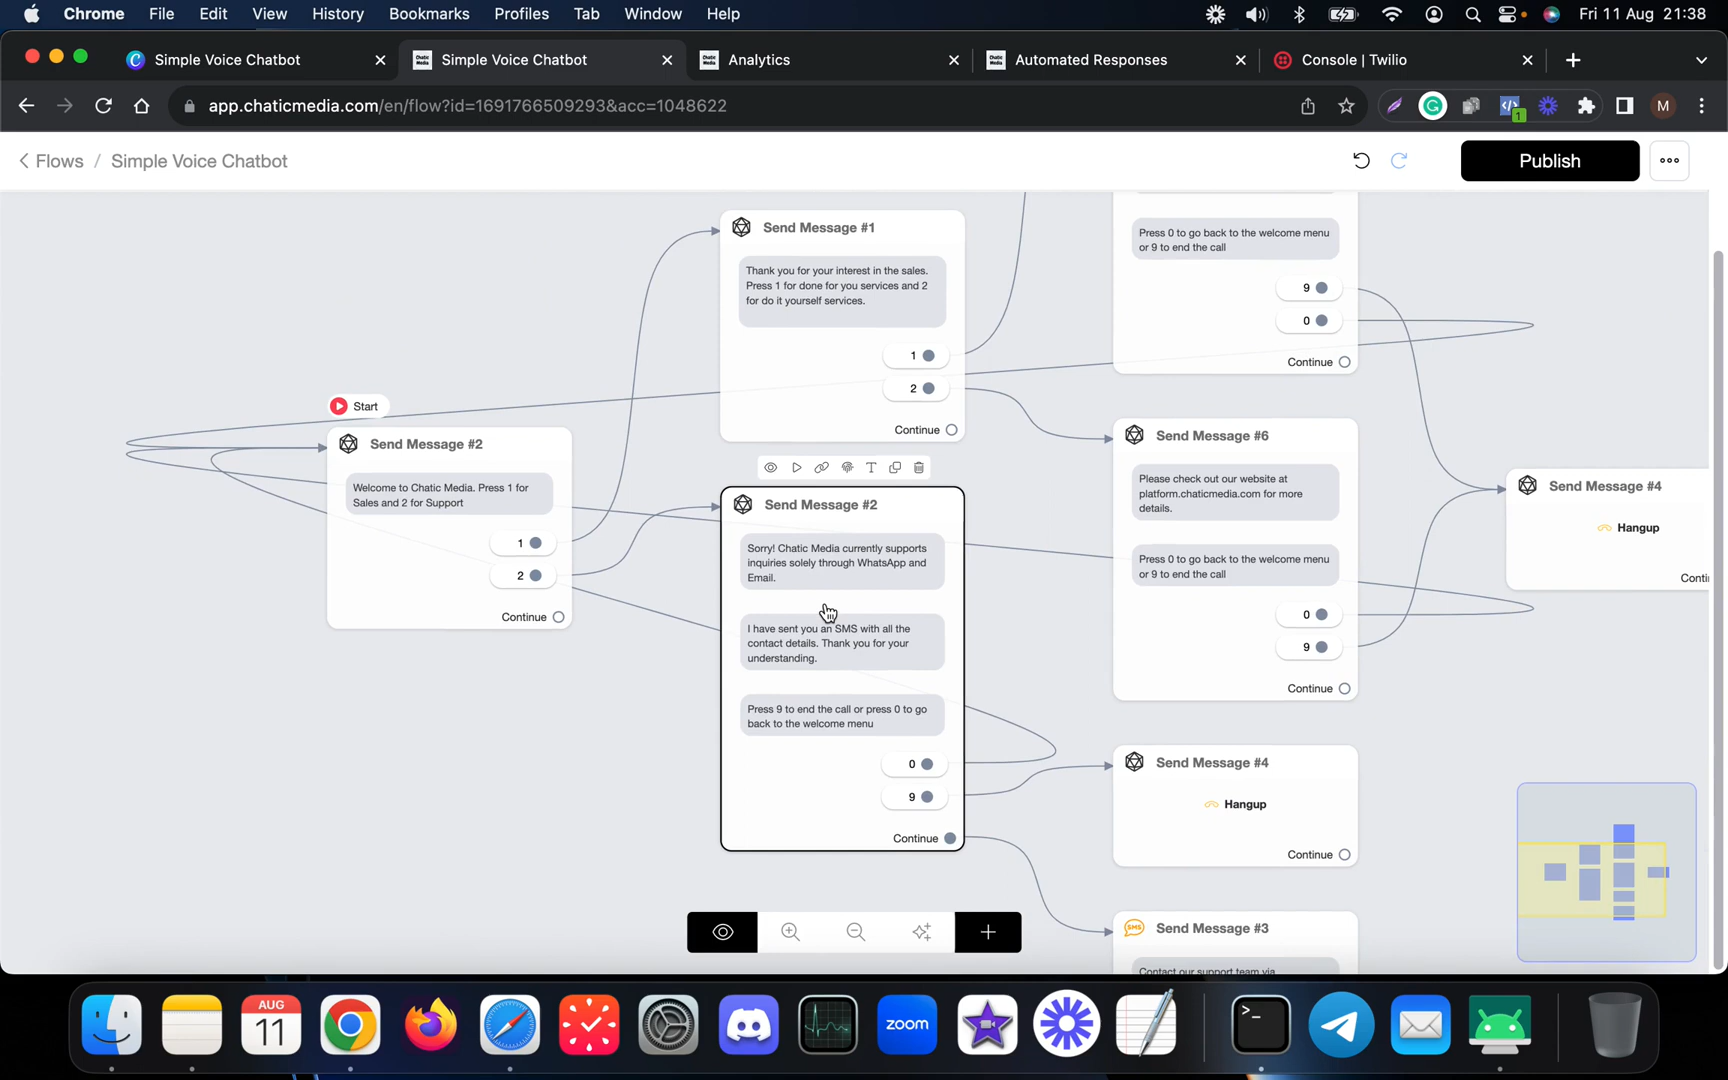 Chrome File Edit View History Bookmarks Profiles Tab Window Help Fri 11 Aug 21:38
Simple Voice Chatbot Simple Voice Chatbot Analytics Automated Responses Console | Twilio
app.chaticmedia.com/en/flow?id=1691766509293&acc=1048622 1 M
Flows / Simple Voice Chatbot
Publish
Send Message #1
Thank you for your interest in the sales.
Press 1 for done for you services and 2
for do it yourself services.
1
2
Continue
Press 0 to go back to the welcome menu
or 9 to end the call
9
0
Continue
Start
Send Message #2
Welcome to Chatic Media. Press 1 for
Sales and 2 for Support
1
2
Continue
Send Message #2
Sorry! Chatic Media currently supports
inquiries solely through WhatsApp and
Email.
I have sent you an SMS with all the
contact details. Thank you for your
understanding.
Press 9 to end the call or press 0 to go
back to the welcome menu
0
9
Continue
Send Message #6
Please check out our website at
platform.chaticmedia.com for more
details.
Press 0 to go back to the welcome menu
or 9 to end the call
0
9
Continue
Send Message #4
Hangup
Conti
Send Message #4
Hangup
Continue
SMS
Send Message #3
Contact our support team via
AUG
11
zoom